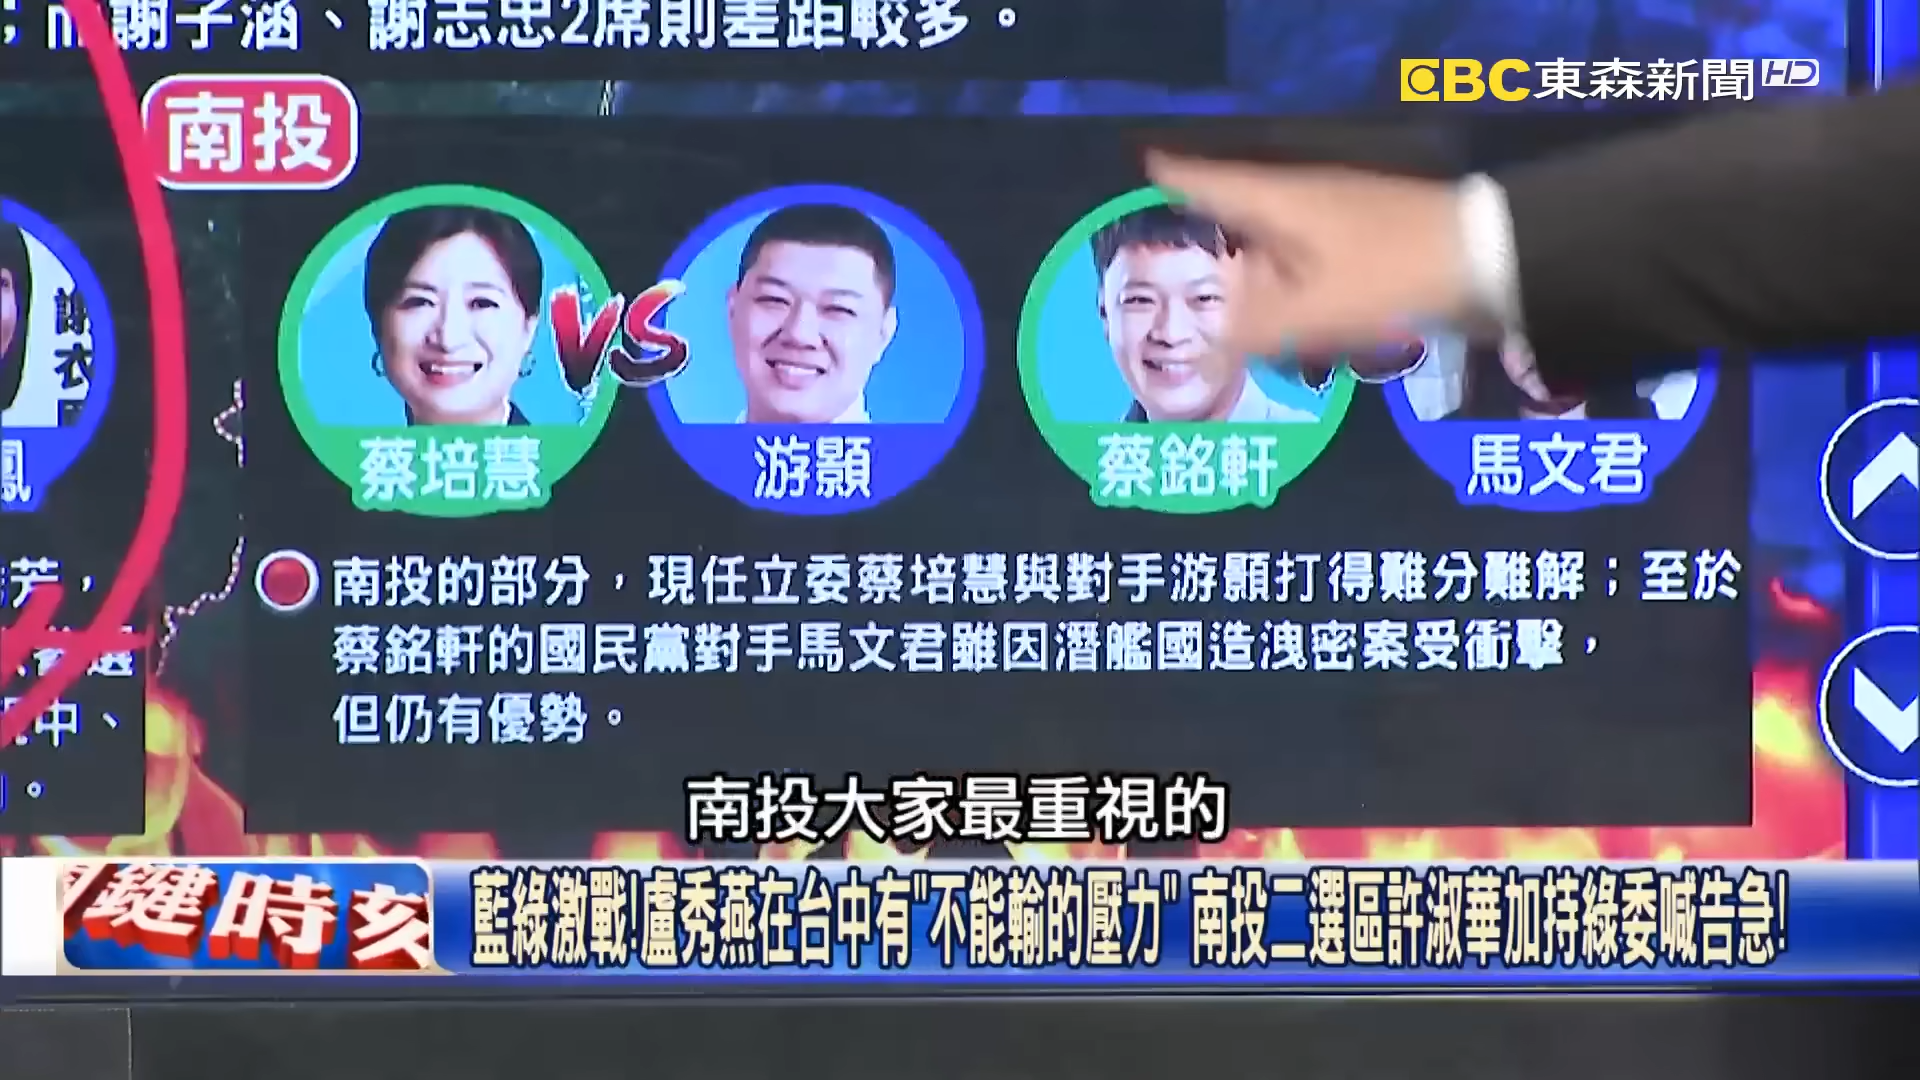 謝子涵、謝志忠2席則差距較多。
EBC東森新聞HD
南投
VS
蔡培慧
游顥
蔡銘軒
馬文君
南投的部分，現任立委蔡培慧與對手游顥打得難分難解；至於
蔡銘軒的國民黨對手馬文君雖因潛艦國造洩密案受衝擊，
但仍有優勢。
南投大家最重視的
關鍵時刻
藍綠激戰!盧秀燕在台中有"不能輸的壓力" 南投二選區許淑華加持綠委喊告急!